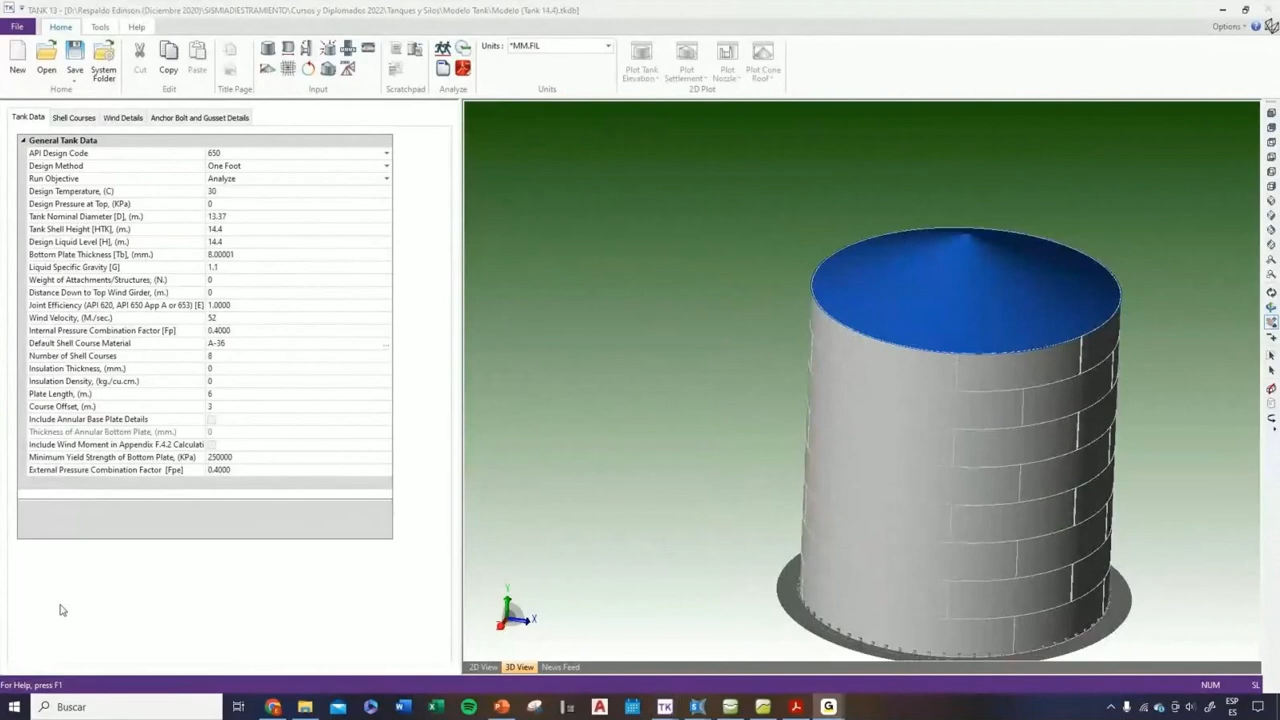 TK
TANK 13 - [D:\Respaldo Edinson (Diciembre 2020)\SISMIADIESTRAMIENTO\Cursos y Diplomados 2022\Tanques y Silos\Modelo Tank\Modelo (Tank 14.4).tkdb]
File Home Tools Help Options
New Open Save System Folder Cut Copy Paste
Units : *MM.FIL
Plot Tank Elevation Plot Settlement Plot Nozzle Plot Cone Roof
Home Edit Title Page Input Scratchpad Analyze Units 2D Plot
Tank Data Shell Courses Wind Details Anchor Bolt and Gusset Details
General Tank Data
API Design Code 650
Design Method One Foot
Run Objective Analyze
Design Temperature, (C) 30
Design Pressure at Top, (KPa) 0
Tank Nominal Diameter [D], (m.) 13.37
Tank Shell Height [HTK], (m.) 14.4
Design Liquid Level [H], (m.) 14.4
Bottom Plate Thickness [Tb], (mm.) 8.00001
Liquid Specific Gravity [G] 1.1
Weight of Attachments/Structures, (N.) 0
Distance Down to Top Wind Girder, (m.) 0
Joint Efficiency (API 620, API 650 App A or 653) [E] 1.0000
Wind Velocity, (M./sec.) 52
Internal Pressure Combination Factor [Fp] 0.4000
Default Shell Course Material A-36 ...
Number of Shell Courses 8
Insulation Thickness, (mm.) 0
Insulation Density, (kg./cu.cm.) 0
Plate Length, (m.) 6
Course Offset, (m.) 3
Include Annular Base Plate Details
Thickness of Annular Bottom Plate, (mm.) 0
Include Wind Moment in Appendix F.4.2 Calculati
Minimum Yield Strength of Bottom Plate, (KPa) 250000
External Pressure Combination Factor [Fpe] 0.4000
Y
X
2D View 3D View News Feed
For Help, press F1 NUM SL
Buscar TK G ESP
ES